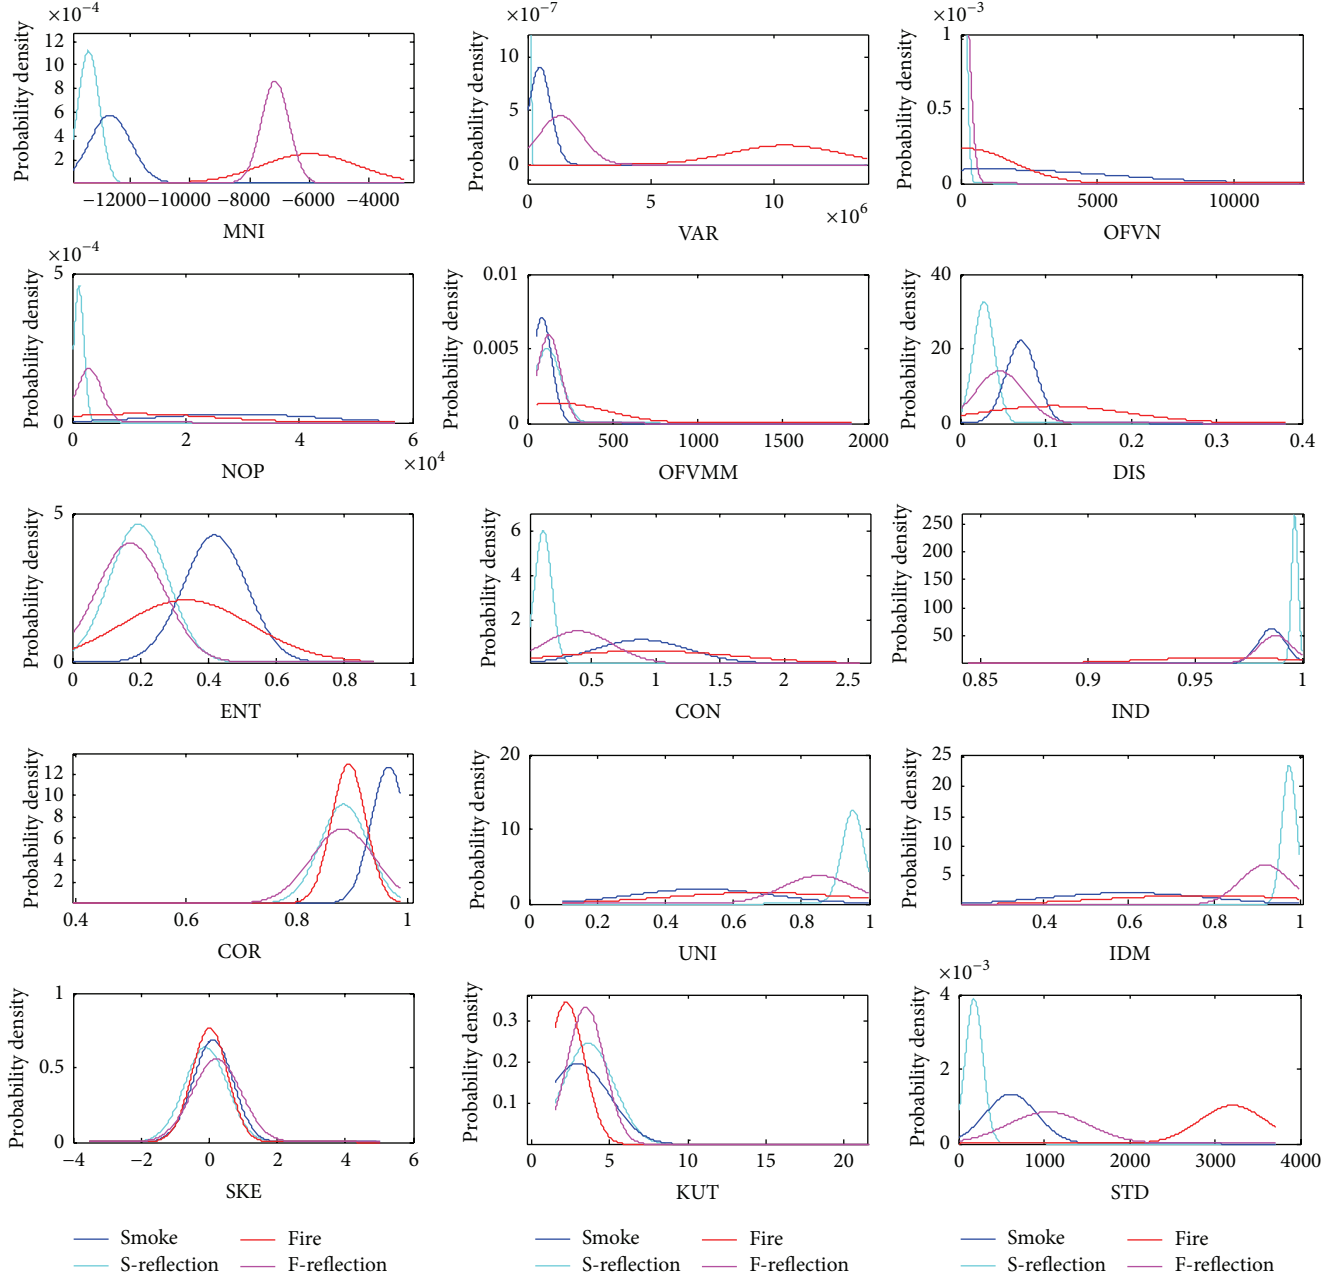 ×10−4
Probability density
12
10
8
6
4
2
−12000 −10000 −8000 −6000 −4000
MNI
×10−7
Probability density
10
5
0
0 5 10
×10^6
VAR
×10−3
Probability density
1
0.5
0
0 5000 10000
OFVN
×10−4
Probability density
5
0
0 2 4 6
×10^4
NOP
Probability density
0.01
0.005
0
0 500 1000 1500 2000
OFVMM
Probability density
40
20
0
0 0.1 0.2 0.3 0.4
DIS
Probability density
5
0
0 0.2 0.4 0.6 0.8 1
ENT
Probability density
6
4
2
0.5 1 2 2.5
CON
Probability density
250
200
150
100
50
0.85 0.9 0.95 1
IND
Probability density
12
10
8
6
4
2
0.4 0.6 0.8 1
COR
Probability density
20
10
0
0 0.2 0.4 0.6 0.8 1
UNI
Probability density
25
20
15
10
5
0
0.4 0.6 0.8 1
IDM
Probability density
1
0.5
0
−4 −2 0 2 4 6
SKE
Probability density
0.3
0.2
0.1
0 5 10 15 20
KUT
×10−3
Probability density
4
2
0
0 1000 2000 3000 4000
STD
Smoke Fire
S-reflection F-reflection
Smoke Fire
S-reflection F-reflection
Smoke Fire
S-reflection F-reflection